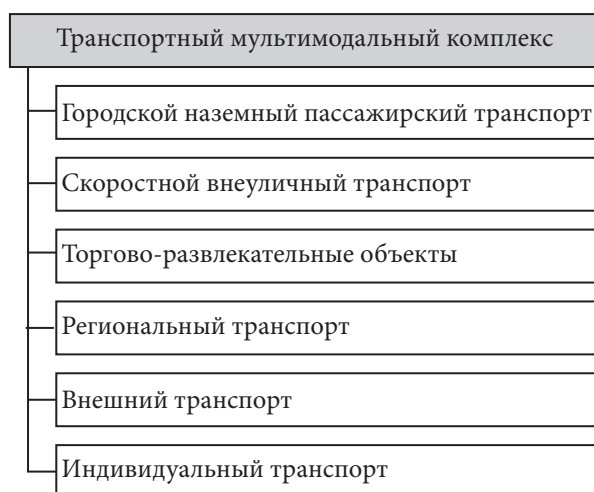 Транспортный мультимодальный комплекс
Городской наземный пассажирский транспорт
Скоростной внеуличный транспорт
Торгово-развлекательные объекты
Региональный транспорт
Внешний транспорт
Индивидуальный транспорт